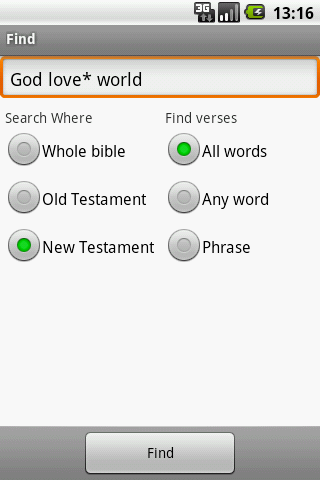 3G 13:16
Find
God love* world
Search Where Find verses
Whole bible All words
Old Testament Any word
New Testament Phrase
Find